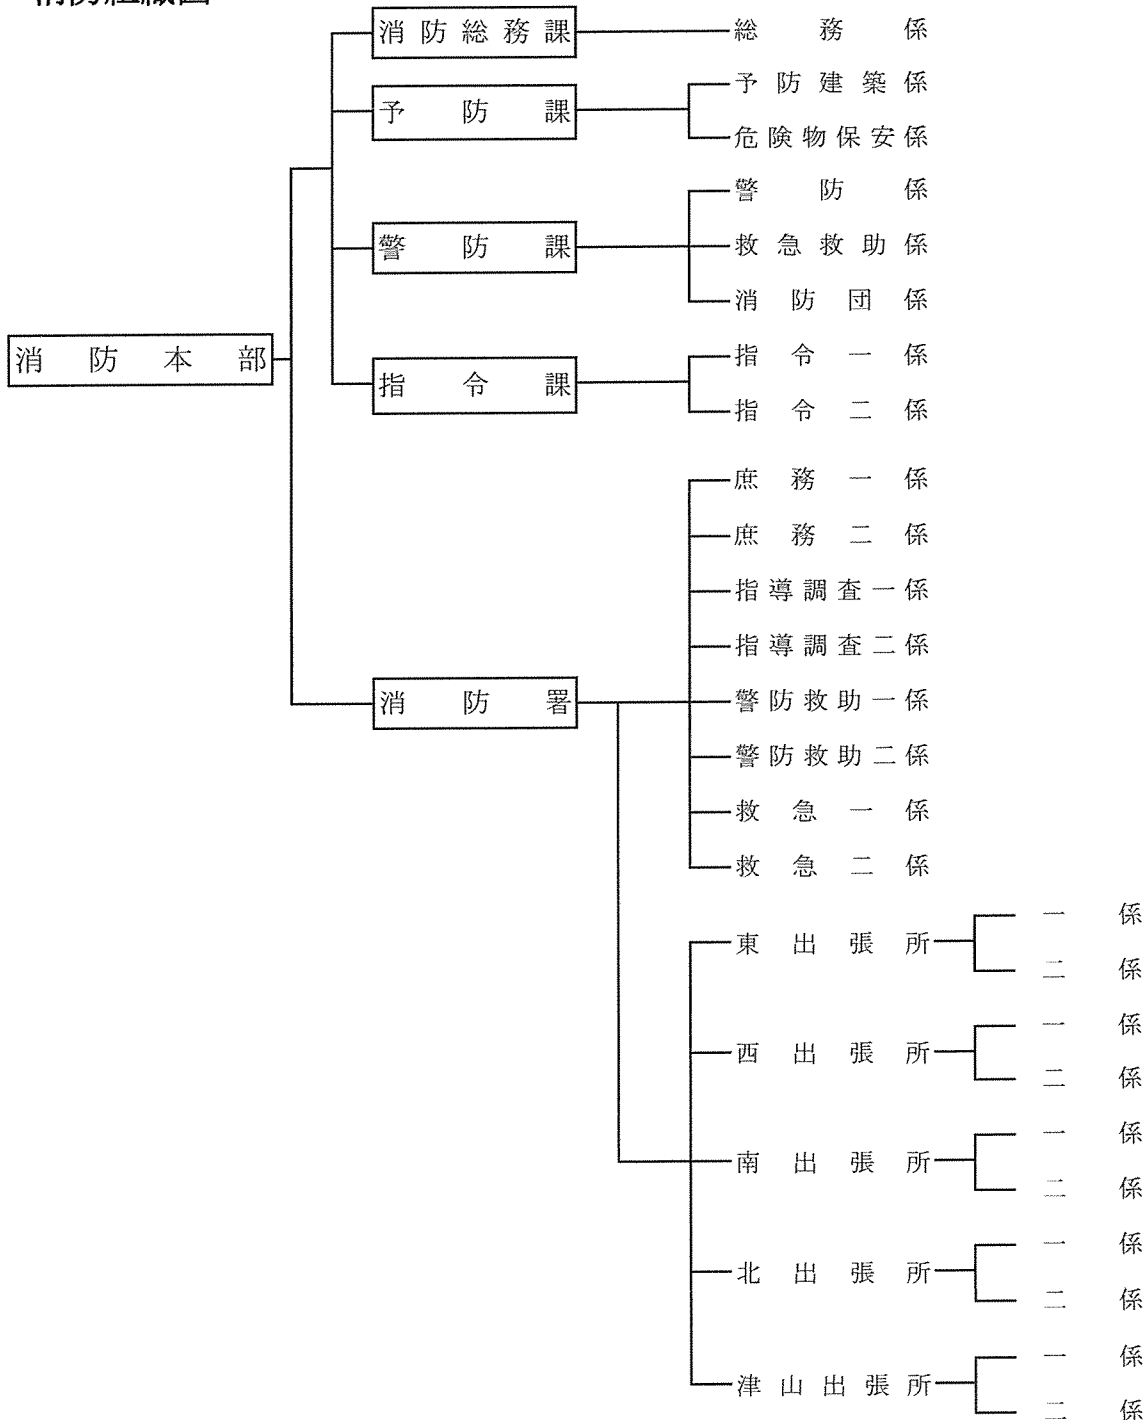 消防組織図
消防総務課
総務係
予防課
予防建築係
危険物保安係
警防課
警防係
救急救助係
消防団係
消防本部
指令課
指令一係
指令二係
消防署
庶務一係
庶務二係
指導調査一係
指導調査二係
警防救助一係
警防救助二係
救急一係
救急二係
東出張所
一係
二係
西出張所
一係
二係
南出張所
一係
二係
北出張所
一係
二係
津山出張所
一係
二係